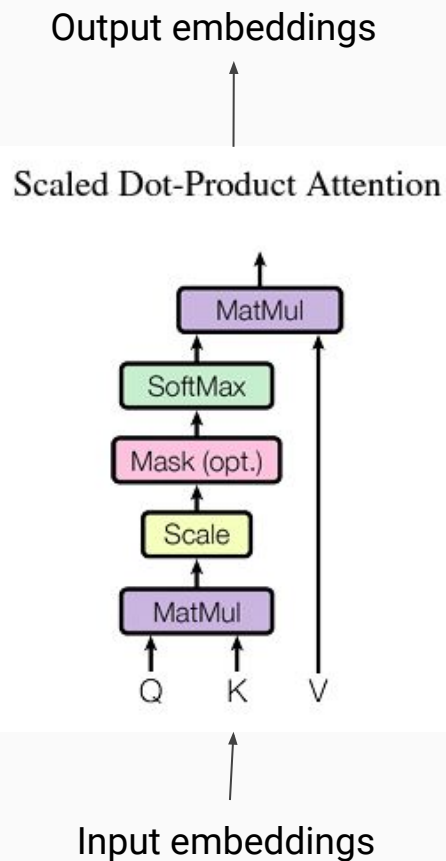 Output embeddings
Scaled Dot-Product Attention
MatMul
SoftMax
Mask (opt.)
Scale
MatMul
Q K V
Input embeddings